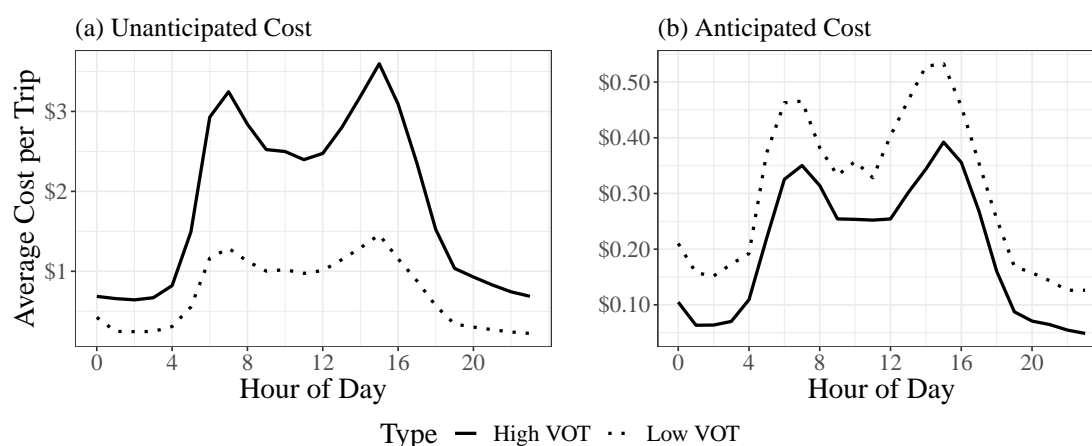 (a) Unanticipated Cost
(b) Anticipated Cost
Average Cost per Trip
$3
$2
$1
0 4 8 12 16 20
Hour of Day
$0.50
$0.40
$0.30
$0.20
$0.10
0 4 8 12 16 20
Hour of Day
Type High VOT Low VOT